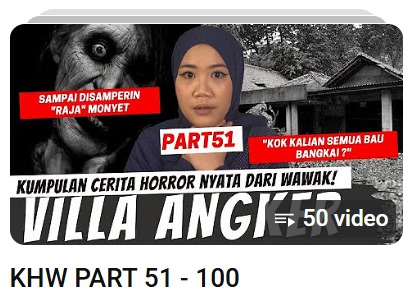 SAMPAI DISAMPERIN
"RAJA" MONYET
PART51
"KOK KALIAN SEMUA BAU
BANGKAI ?"
KUMPULAN CERITA HORROR NYATA DARI WAWAK!
VILLA ANGKER
50 video
KHW PART 51 - 100